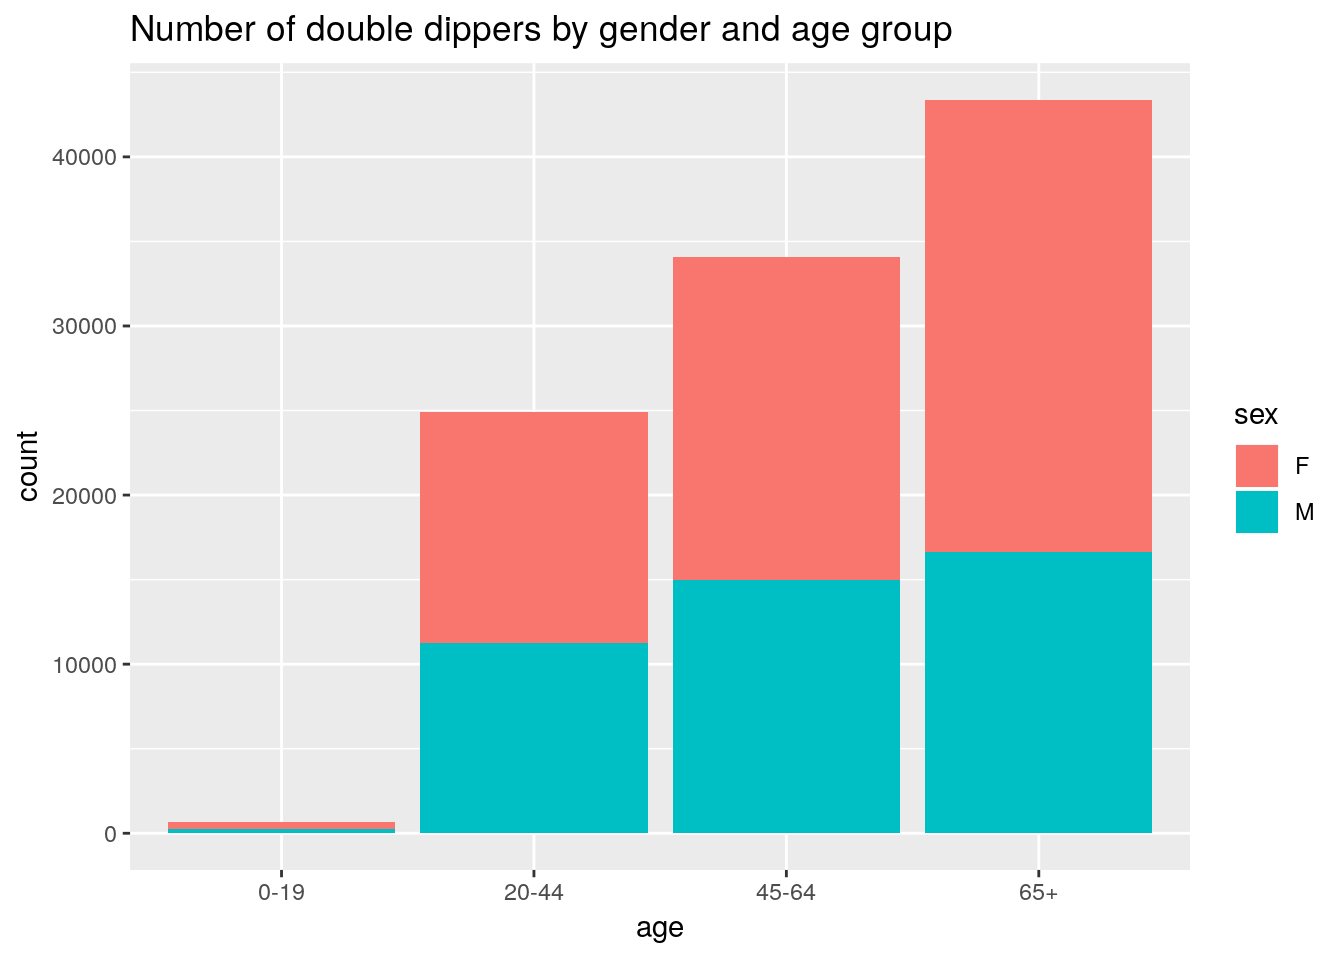 Number of double dippers by gender and age group
40000
30000
20000
10000
0
count
0-19 20-44 45-64 65+
age
sex
F
M